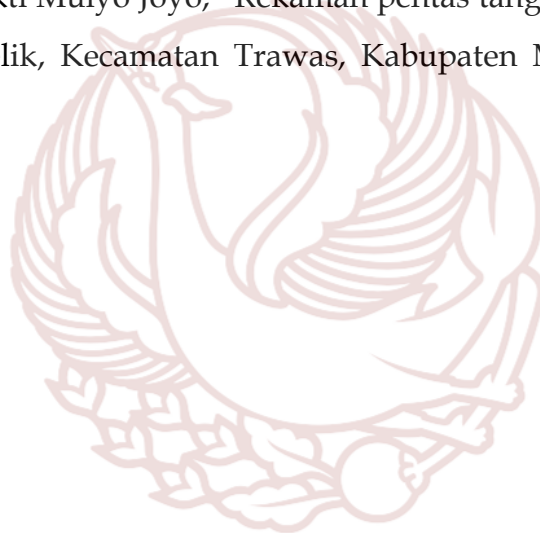 kti Mulyo Joyo, “Rekaman pentas tang
lik, Kecamatan Trawas, Kabupaten M